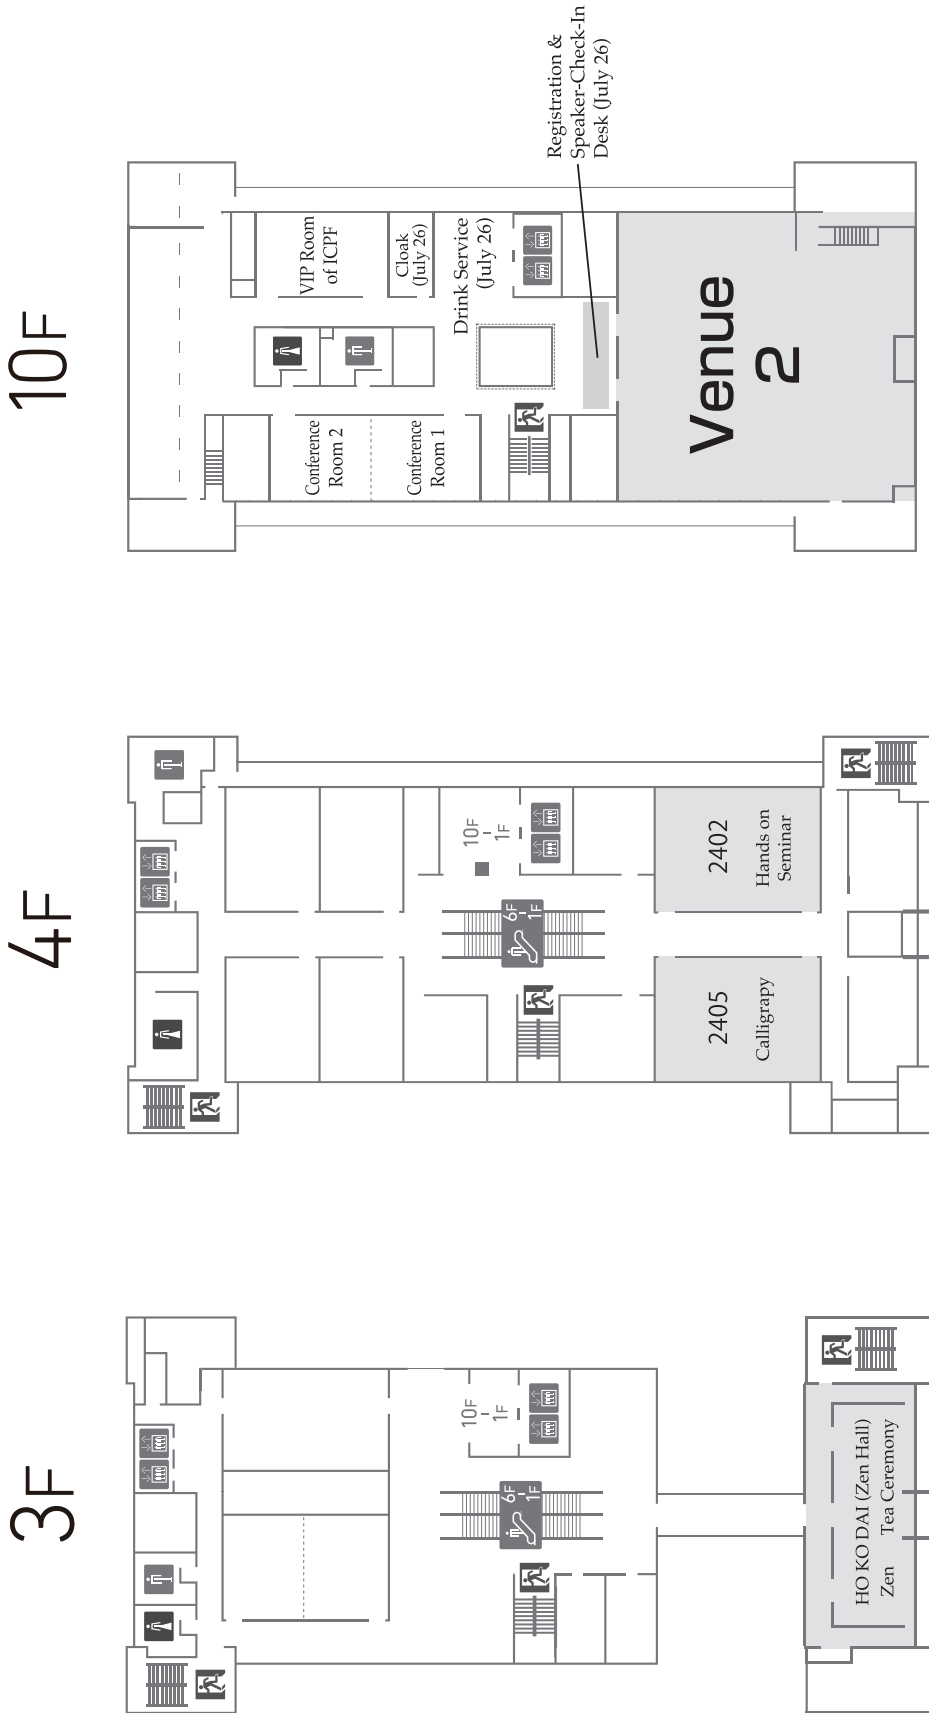 10F
Registration &
Speaker-Check-In
Desk (July 26)
VIP Room
of ICPF
Cloak
(July 26)
Drink Service
(July 26)
Conference
Room 2
Conference
Room 1
Venue
2
4F
10F
-
1F
6F
-
1F
2402
Hands on
Seminar
2405
Calligrapy
3F
10F
-
1F
6F
-
1F
HO KO DAI (Zen Hall)
Zen Tea Ceremony